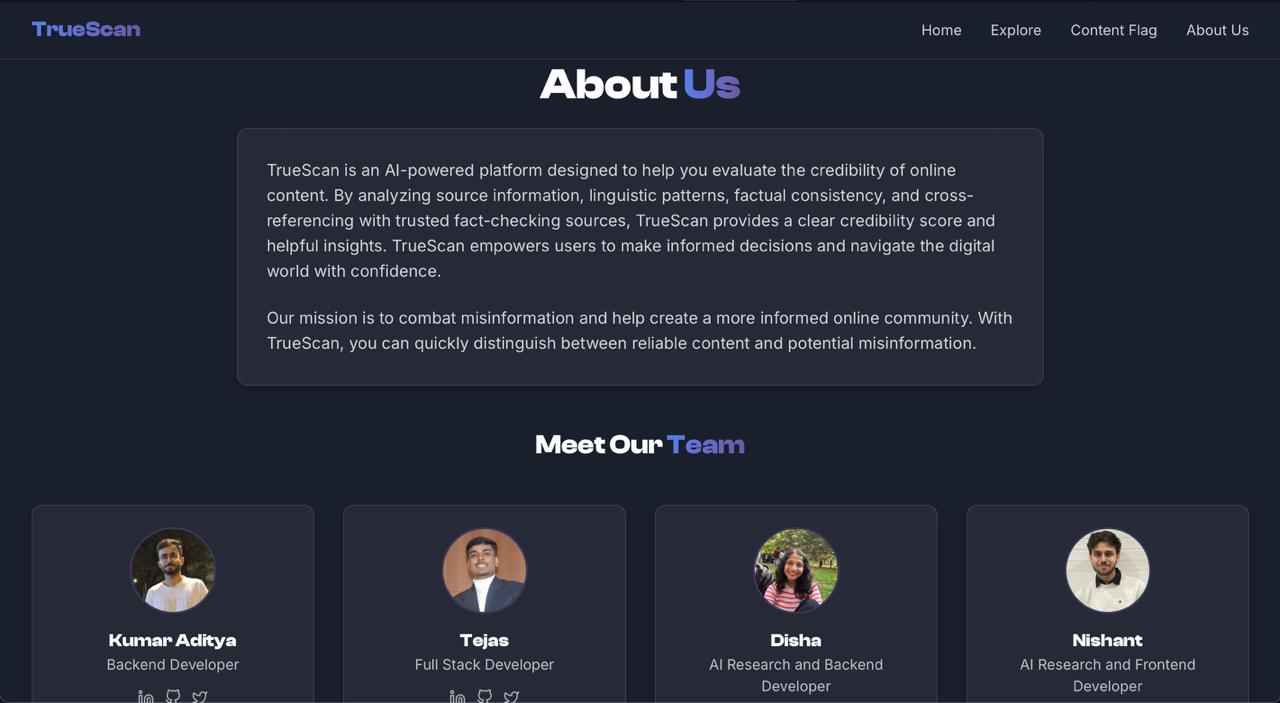 TrueScan
Home Explore Content Flag About Us
About Us
TrueScan is an AI-powered platform designed to help you evaluate the credibility of online
content. By analyzing source information, linguistic patterns, factual consistency, and cross-
referencing with trusted fact-checking sources, TrueScan provides a clear credibility score and
helpful insights. TrueScan empowers users to make informed decisions and navigate the digital
world with confidence.
Our mission is to combat misinformation and help create a more informed online community. With
TrueScan, you can quickly distinguish between reliable content and potential misinformation.
Meet Our Team
Kumar Aditya
Backend Developer
Tejas
Full Stack Developer
Disha
AI Research and Backend
Developer
Nishant
AI Research and Frontend
Developer